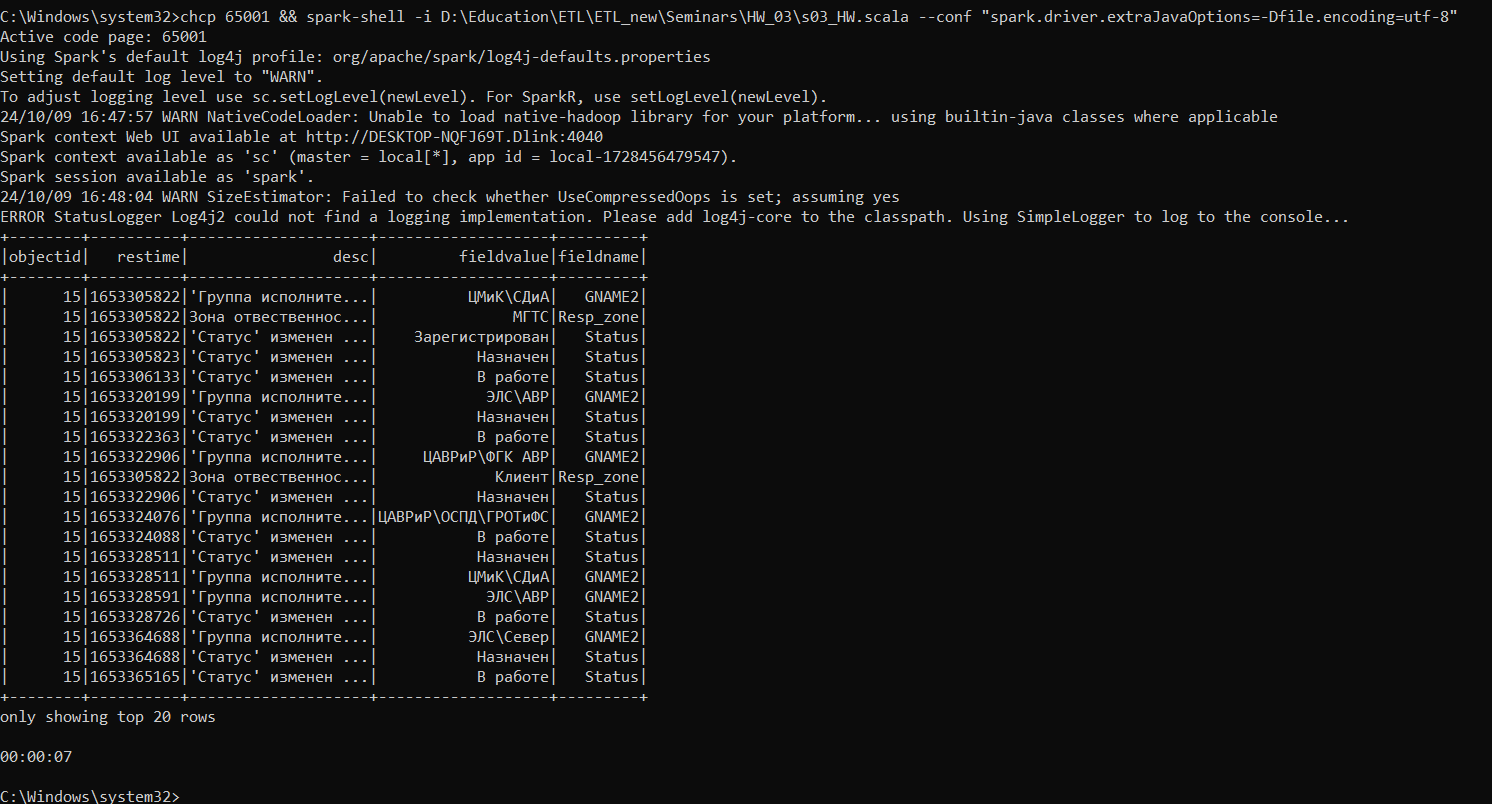 C:\Windows\system32>chcp 65001 && spark-shell -i D:\Education\ETL\ETL_new\Seminars\HW_03\s03_HW.scala --conf "spark.driver.extraJavaOptions=-Dfile.encoding=utf-8"
Active code page: 65001
Using Spark's default log4j profile: org/apache/spark/log4j-defaults.properties
Setting default log level to "WARN".
To adjust logging level use sc.setLogLevel(newLevel). For SparkR, use setLogLevel(newLevel).
24/10/09 16:47:57 WARN NativeCodeLoader: Unable to load native-hadoop library for your platform... using builtin-java classes where applicable
Spark context Web UI available at http://DESKTOP-NQFJ69T.Dlink:4040
Spark context available as 'sc' (master = local[*], app id = local-1728456479547).
Spark session available as 'spark'.
24/10/09 16:48:04 WARN SizeEstimator: Failed to check whether UseCompressedOops is set; assuming yes
ERROR StatusLogger Log4j2 could not find a logging implementation. Please add log4j-core to the classpath. Using SimpleLogger to log to the console...
+--------+----------+--------------------+-------------------+---------+
|objectid|   restime|                desc|         fieldvalue|fieldname|
+--------+----------+--------------------+-------------------+---------+
|      15|1653305822|'Группа исполните...|          ЦМиК\СДиА|   GNAME2|
|      15|1653305822|Зона отвественнос...|               МГТС|Resp_zone|
|      15|1653305822|'Статус' изменен ...|    Зарегистрирован|   Status|
|      15|1653305823|'Статус' изменен ...|           Назначен|   Status|
|      15|1653306133|'Статус' изменен ...|           В работе|   Status|
|      15|1653320199|'Группа исполните...|            ЭЛС\АВР|   GNAME2|
|      15|1653320199|'Статус' изменен ...|           Назначен|   Status|
|      15|1653322363|'Статус' изменен ...|           В работе|   Status|
|      15|1653322906|'Группа исполните...|     ЦАВРиР\ФГК АВР|   GNAME2|
|      15|1653305822|Зона отвественнос...|             Клиент|Resp_zone|
|      15|1653322906|'Статус' изменен ...|           Назначен|   Status|
|      15|1653324076|'Группа исполните...|ЦАВРиР\ОСПД\ГРОТиФС|   GNAME2|
|      15|1653324088|'Статус' изменен ...|           В работе|   Status|
|      15|1653328511|'Статус' изменен ...|           Назначен|   Status|
|      15|1653328511|'Группа исполните...|          ЦМиК\СДиА|   GNAME2|
|      15|1653328591|'Группа исполните...|            ЭЛС\АВР|   GNAME2|
|      15|1653328726|'Статус' изменен ...|           В работе|   Status|
|      15|1653364688|'Группа исполните...|          ЭЛС\Север|   GNAME2|
|      15|1653364688|'Статус' изменен ...|           Назначен|   Status|
|      15|1653365165|'Статус' изменен ...|           В работе|   Status|
+--------+----------+--------------------+-------------------+---------+
only showing top 20 rows
00:00:07
C:\Windows\system32>